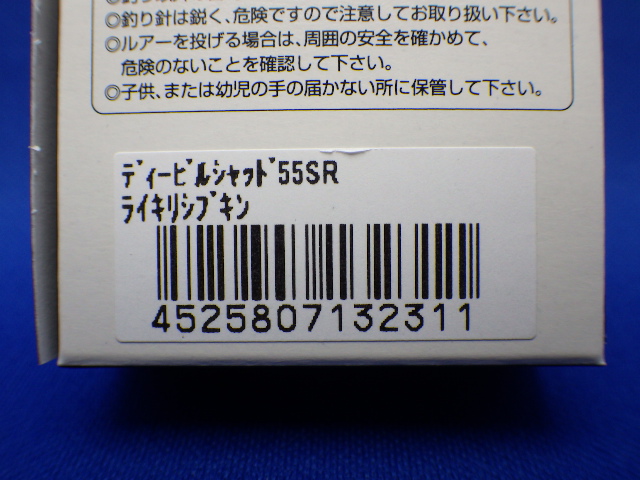 ◎釣り針は鋭く、危険ですので注意してお取り扱い下さい。
◎ルアーを投げる場合は、周囲の安全を確かめて、
危険のないことを確認して下さい。
◎子供、または幼児の手の届かない所に保管して下さい。
ﾃﾞｨｰﾋﾞﾙｼｬｯﾄﾞ55SR
ﾗｲｷﾘｼﾌﾞｷﾝ
4525807132311